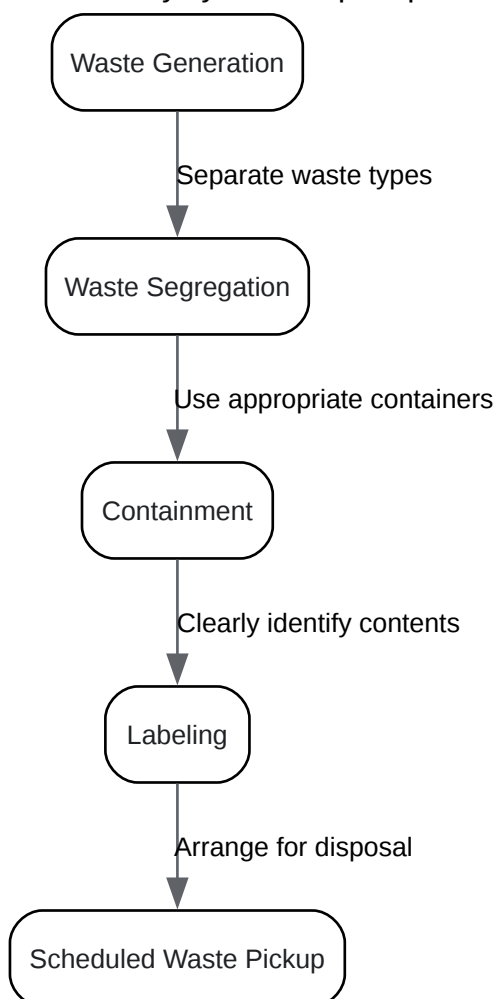 Waste Generation
Separate waste types
Waste Segregation
Use appropriate containers
Containment
Clearly identify contents
Labeling
Arrange for disposal
Scheduled Waste Pickup